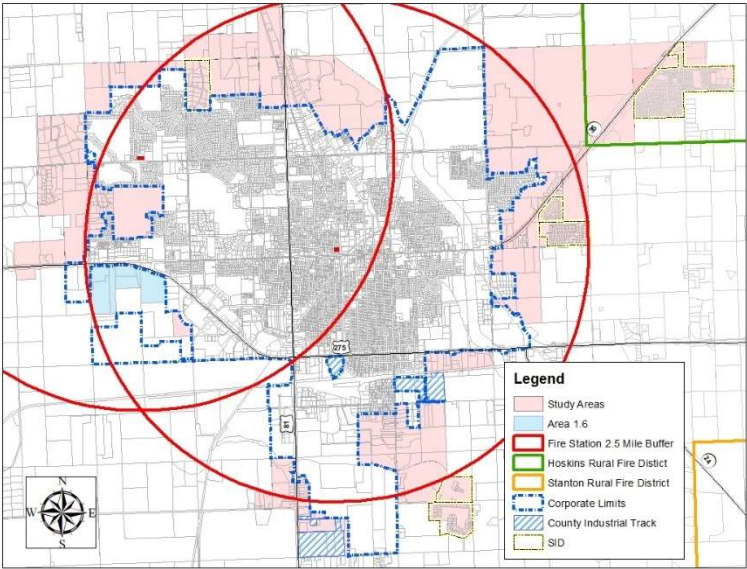 275
81
Legend
Study Areas
Area 1.6
Fire Station 2.5 Mile Buffer
Hoskins Rural Fire Distict
Stanton Rural Fire District
Corporate Limits
County Industrial Track
SID
24
N
W E
S